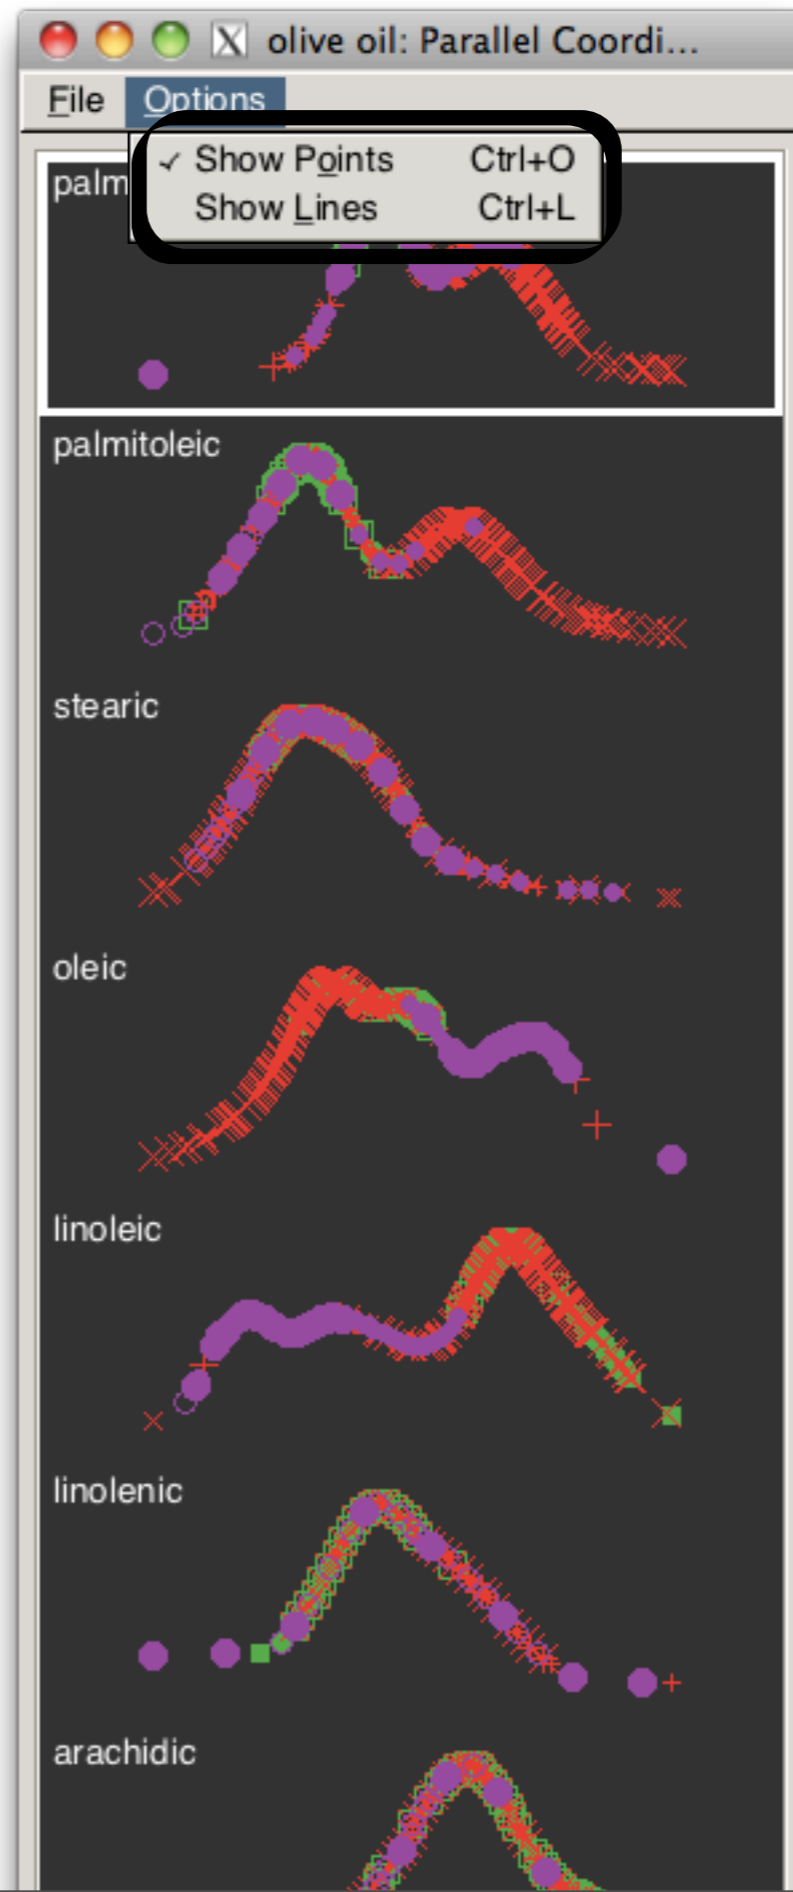 X olive oil: Parallel Coordi...
File Options
✓ Show Points Ctrl+O
Show Lines Ctrl+L
palm
palmitoleic
stearic
oleic
linoleic
linolenic
arachidic